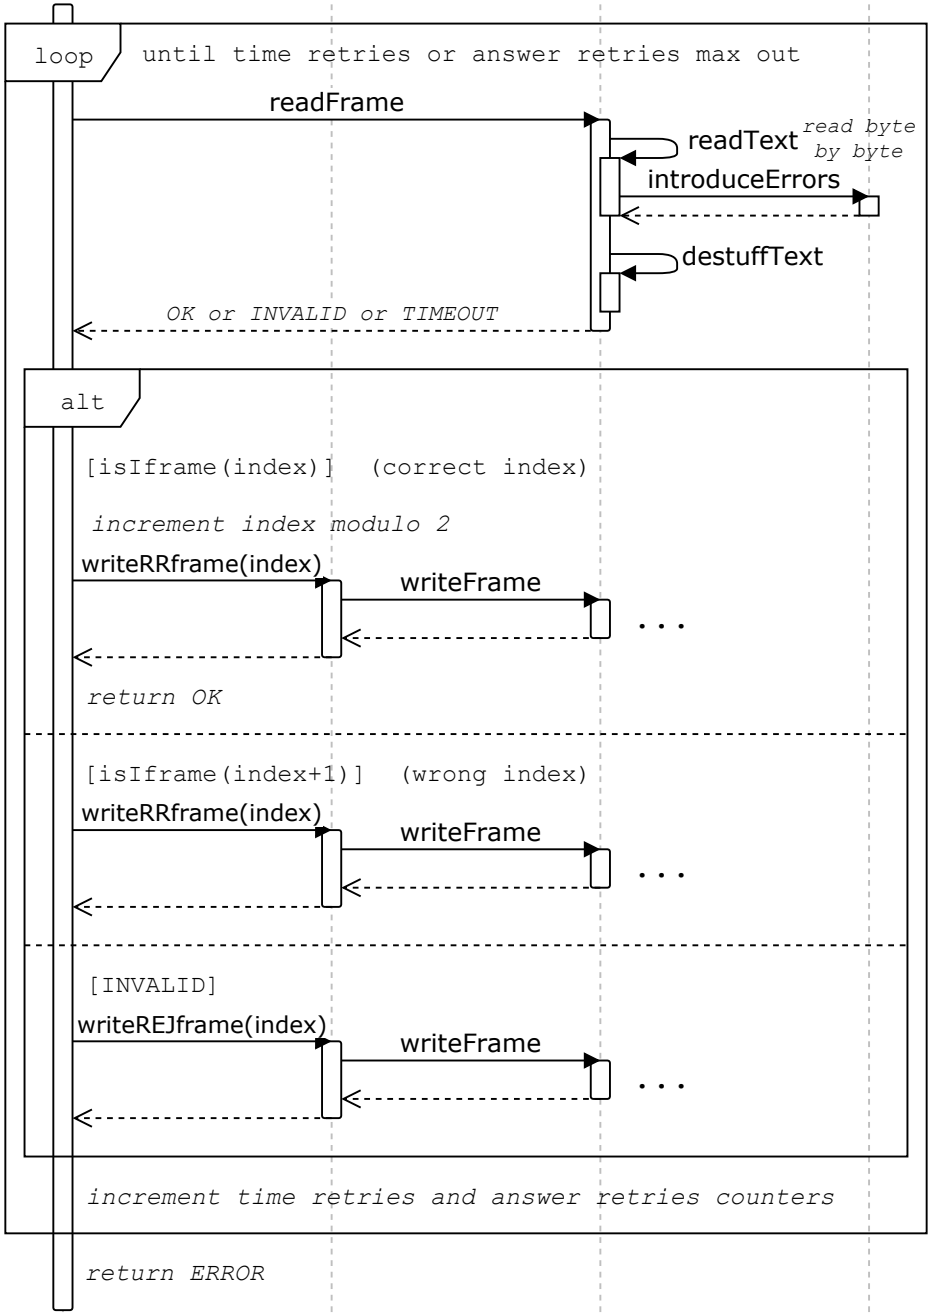 loop until time retries or answer retries max out
readFrame
readText read byte
by byte
introduceErrors
destuffText
OK or INVALID or TIMEOUT
alt
[isIframe(index)] (correct index)
increment index modulo 2
writeRRframe(index)
writeFrame
...
return OK
[isIframe(index+1)] (wrong index)
writeRRframe(index)
writeFrame
...
[INVALID]
writeREJframe(index)
writeFrame
...
increment time retries and answer retries counters
return ERROR